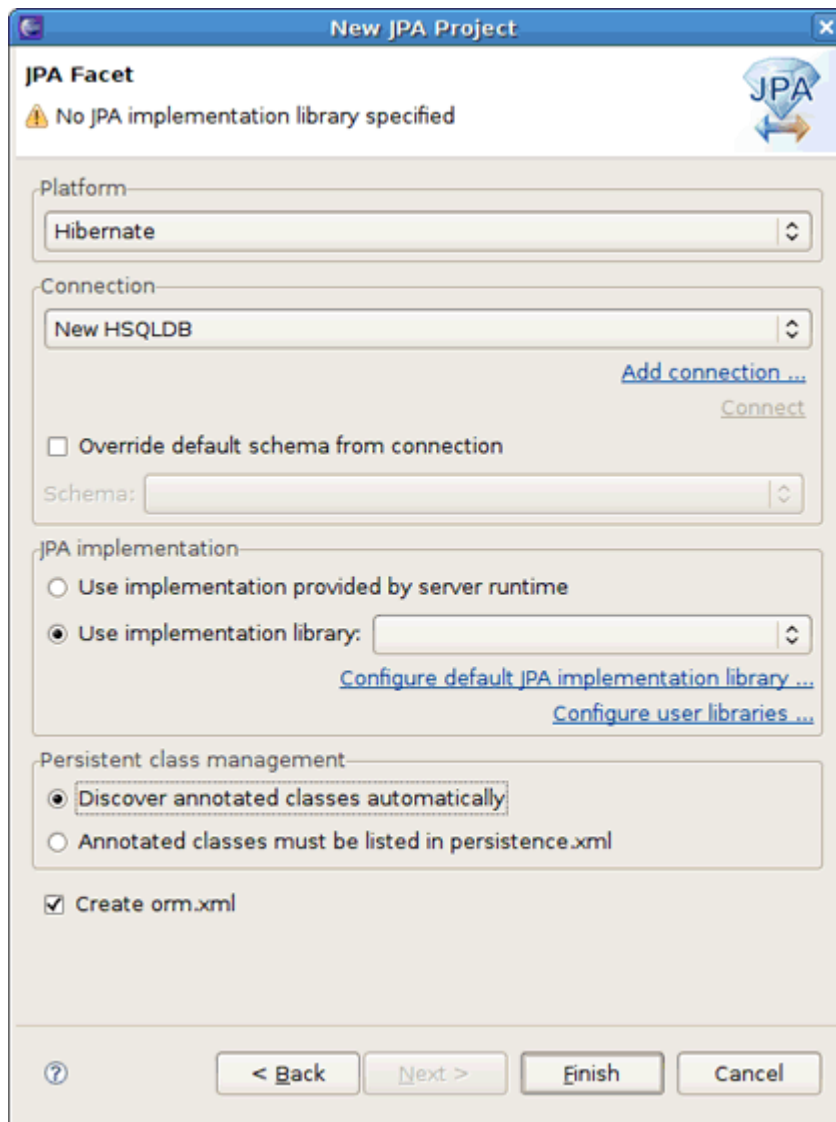 New JPA Project
JPA Facet
JPA
No JPA implementation library specified
Platform
Hibernate
Connection
New HSQLDB
Add connection ...
Connect
Override default schema from connection
Schema:
JPA implementation
Use implementation provided by server runtime
Use implementation library:
Configure default JPA implementation library ...
Configure user libraries ...
Persistent class management
Discover annotated classes automatically
Annotated classes must be listed in persistence.xml
Create orm.xml
? < Back Next > Finish Cancel